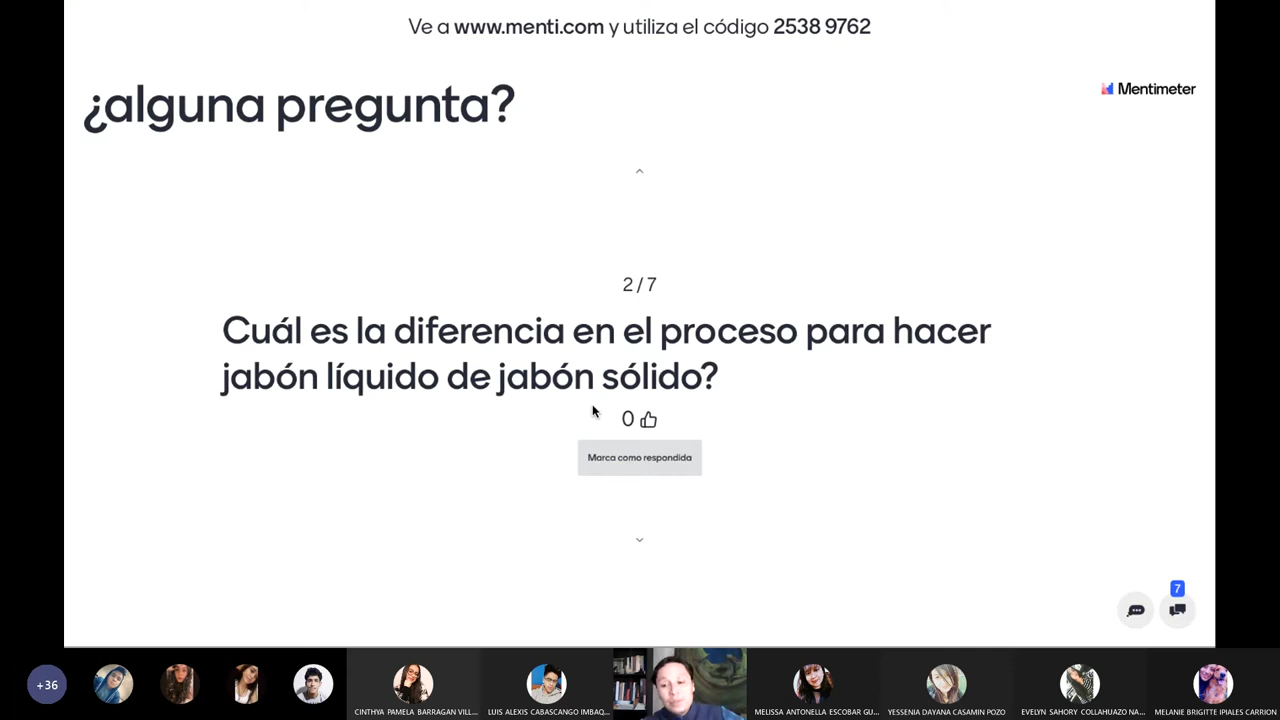 Ve a www.menti.com y utiliza el código 2538 9762
¿alguna pregunta?
Mentimeter
2 / 7
Cuál es la diferencia en el proceso para hacer
jabón líquido de jabón sólido?
0
Marca como respondida
7
+36
CINTHYA PAMELA BARRAGAN VILL...
LUIS ALEXIS CABASCANGO IMBAQ...
MELISSA ANTONELLA ESCOBAR GU...
YESSENIA DAYANA CASAMIN POZO
EVELYN SAHORY COLLAHUAZO NA...
MELANIE BRIGITTE IPIALES CARRION